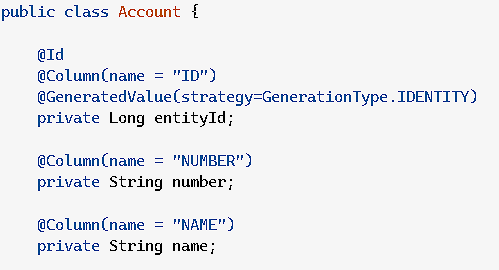 public class Account {
@Id
@Column(name = "ID")
@GeneratedValue(strategy=GenerationType.IDENTITY)
private Long entityId;
@Column(name = "NUMBER")
private String number;
@Column(name = "NAME")
private String name;